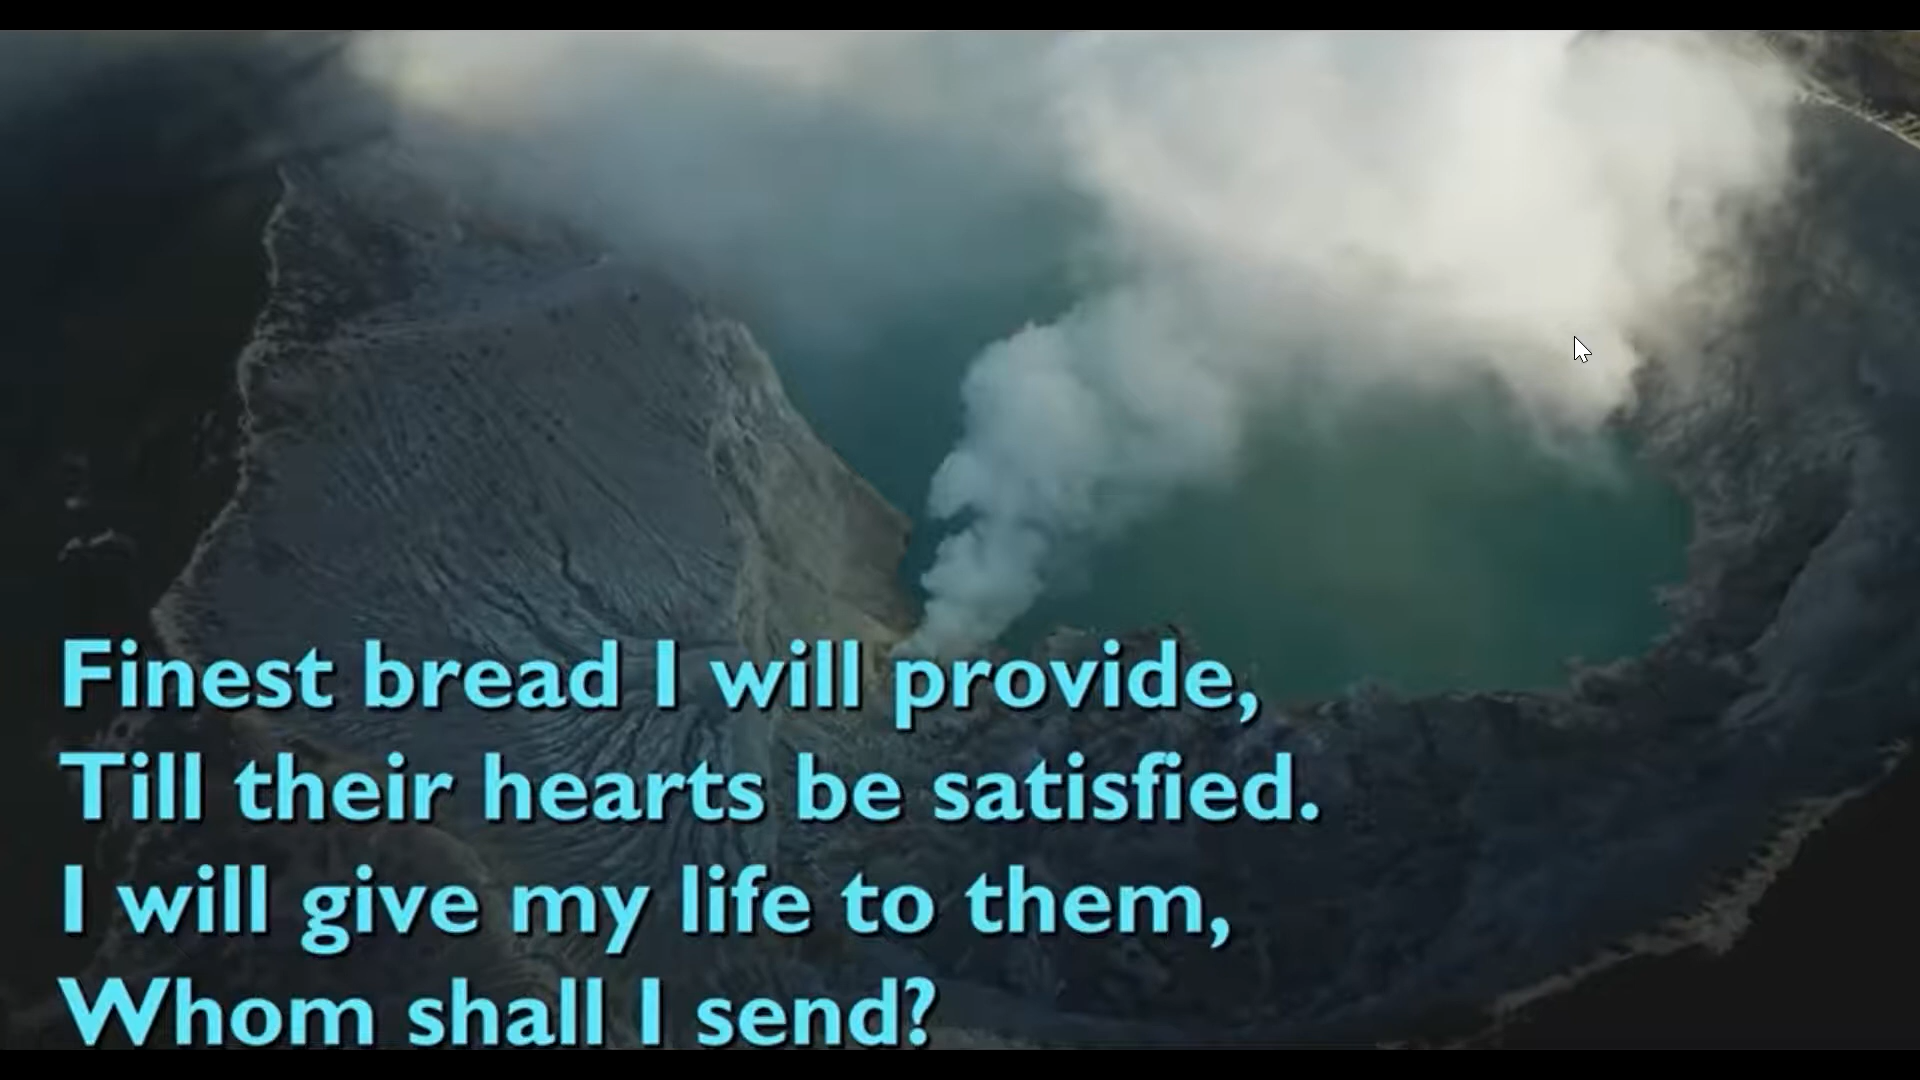 Finest bread I will provide,
Till their hearts be satisfied.
I will give my life to them,
Whom shall I send?